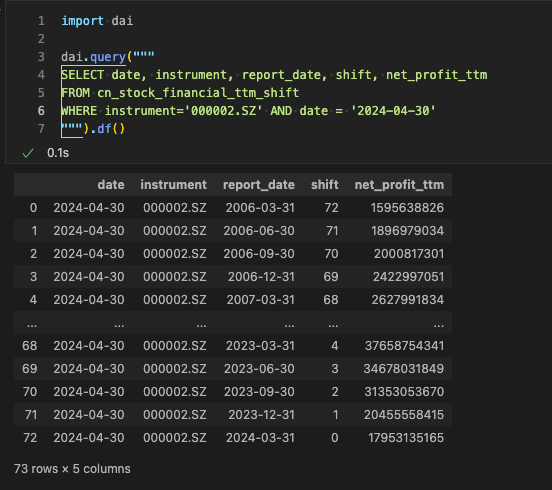 1 import dai
2
3 dai.query("""
4 SELECT date, instrument, report_date, shift, net_profit_ttm
5 FROM cn_stock_financial_ttm_shift
6 WHERE instrument='000002.SZ' AND date = '2024-04-30'
7 """).df()
✓ 0.1s
date instrument report_date shift net_profit_ttm
0 2024-04-30 000002.SZ 2006-03-31 72 1595638826
1 2024-04-30 000002.SZ 2006-06-30 71 1896979034
2 2024-04-30 000002.SZ 2006-09-30 70 2000817301
3 2024-04-30 000002.SZ 2006-12-31 69 2422997051
4 2024-04-30 000002.SZ 2007-03-31 68 2627991834
... ... ... ... ... ...
68 2024-04-30 000002.SZ 2023-03-31 4 37658754341
69 2024-04-30 000002.SZ 2023-06-30 3 34678031849
70 2024-04-30 000002.SZ 2023-09-30 2 31353053670
71 2024-04-30 000002.SZ 2023-12-31 1 20455558415
72 2024-04-30 000002.SZ 2024-03-31 0 17953135165
73 rows × 5 columns